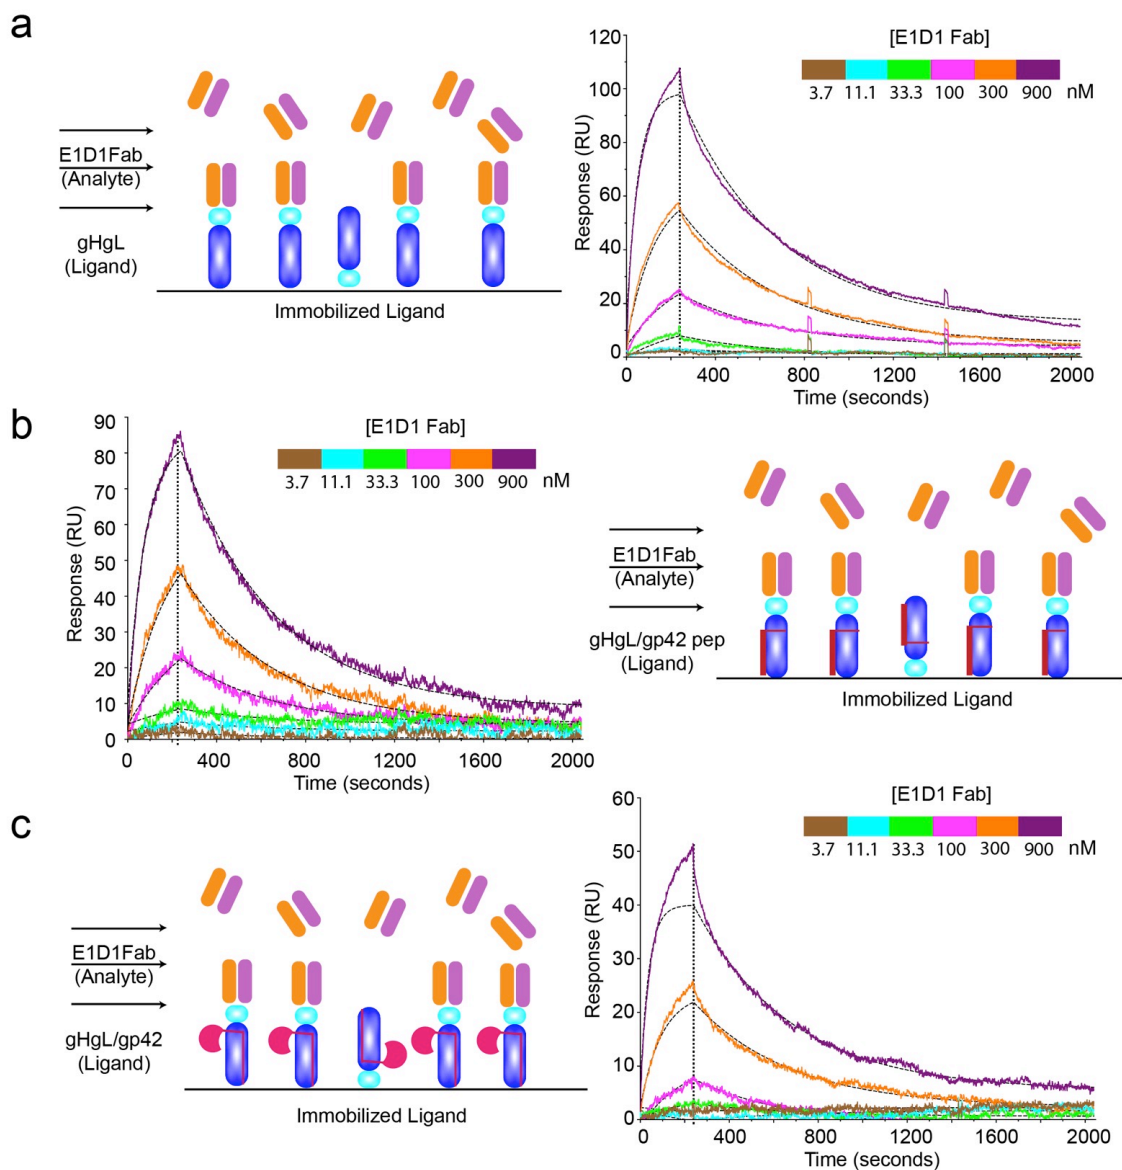 a
E1D1Fab
(Analyte)
gHgL
(Ligand)
Immobilized Ligand
[E1D1 Fab]
3.7 11.1 33.3 100 300 900 nM
Response (RU)
120
100
80
60
40
20
0
0 400 800 1200 1600 2000
Time (seconds)
b
[E1D1 Fab]
3.7 11.1 33.3 100 300 900 nM
Response (RU)
90
80
70
60
50
40
30
20
10
0
0 400 800 1200 1600 2000
Time (seconds)
E1D1Fab
(Analyte)
gHgL/gp42 pep
(Ligand)
Immobilized Ligand
c
E1D1Fab
(Analyte)
gHgL/gp42
(Ligand)
Immobilized Ligand
[E1D1 Fab]
3.7 11.1 33.3 100 300 900 nM
Response (RU)
60
50
40
30
20
10
0
0 400 800 1200 1600 2000
Time (seconds)